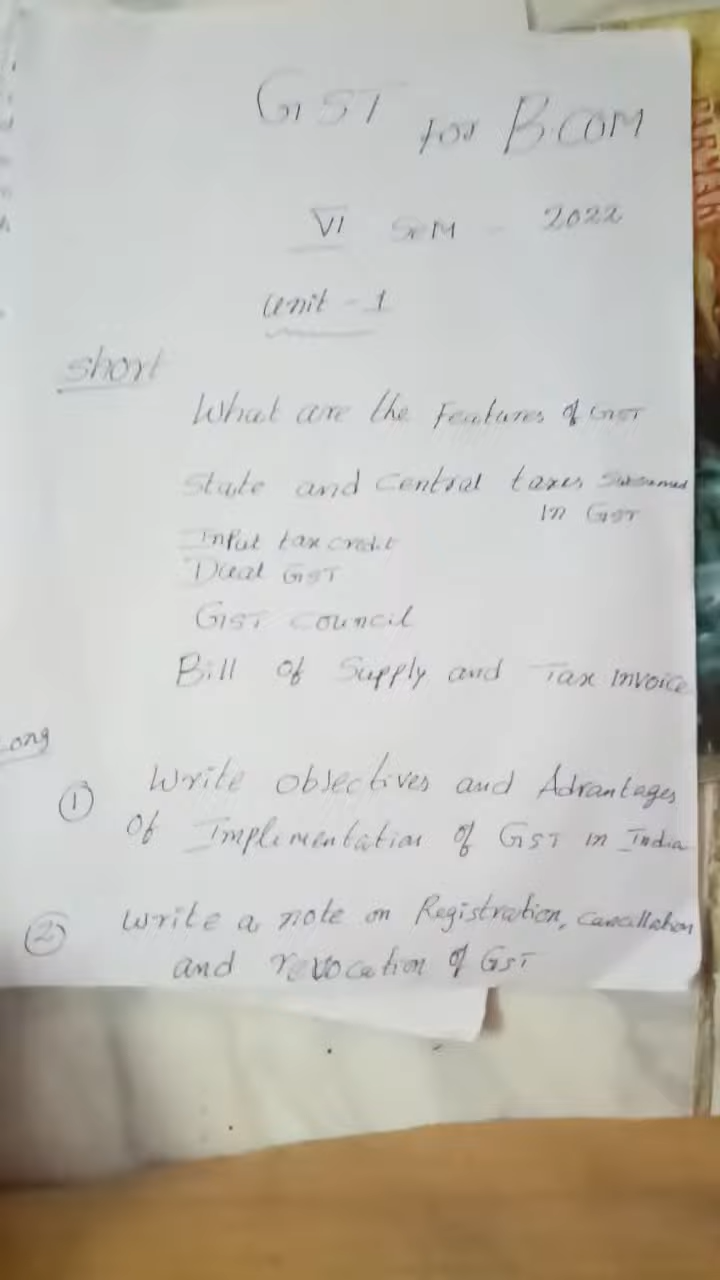 GST for B.COM
VI SEM - 2022
Unit - 1
Short
What are the Features of GST
State and Central taxes Subsumed
in GST
Input tax credit
Dual GST
GST Council
Bill of Supply and Tax Invoice
Long
① Write objectives and Advantages
of Implementation of GST in India
② Write a note on Registration, Cancellation
and revocation of GST